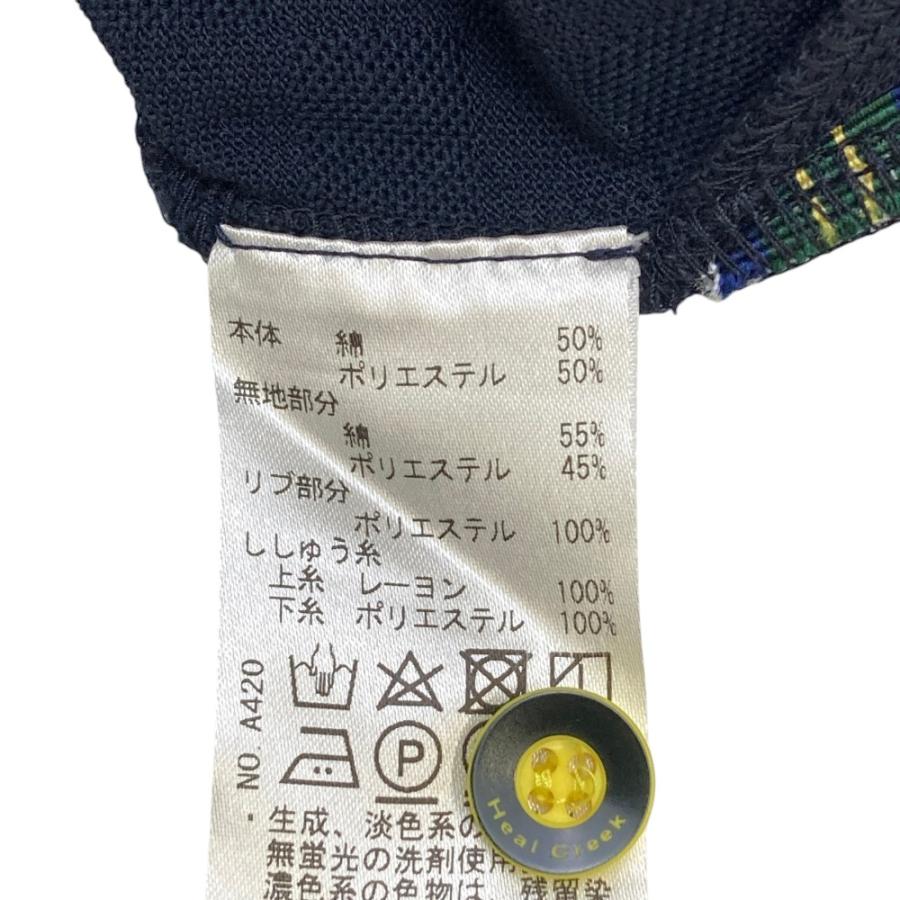 本体 綿 50%
ポリエステル 50%
無地部分
綿 55%
ポリエステル 45%
リブ部分
ポリエステル 100%
ししゅう糸
上糸 レーヨン 100%
下糸 ポリエステル 100%
NO. A420
P
・生成、淡色系の
無蛍光の洗剤使用
濃色系の色物は、残留染
Heal Creek